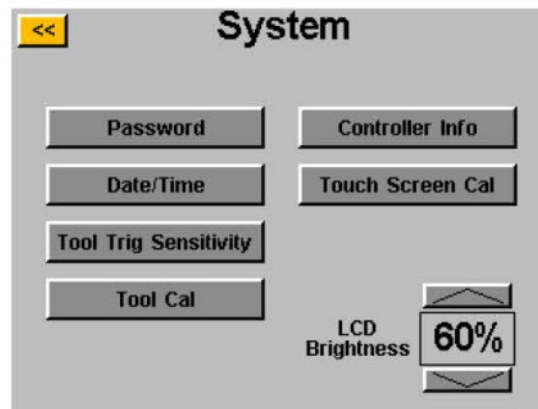 <<
System
Password
Controller Info
Date/Time
Touch Screen Cal
Tool Trig Sensitivity
Tool Cal
LCD
Brightness
60%